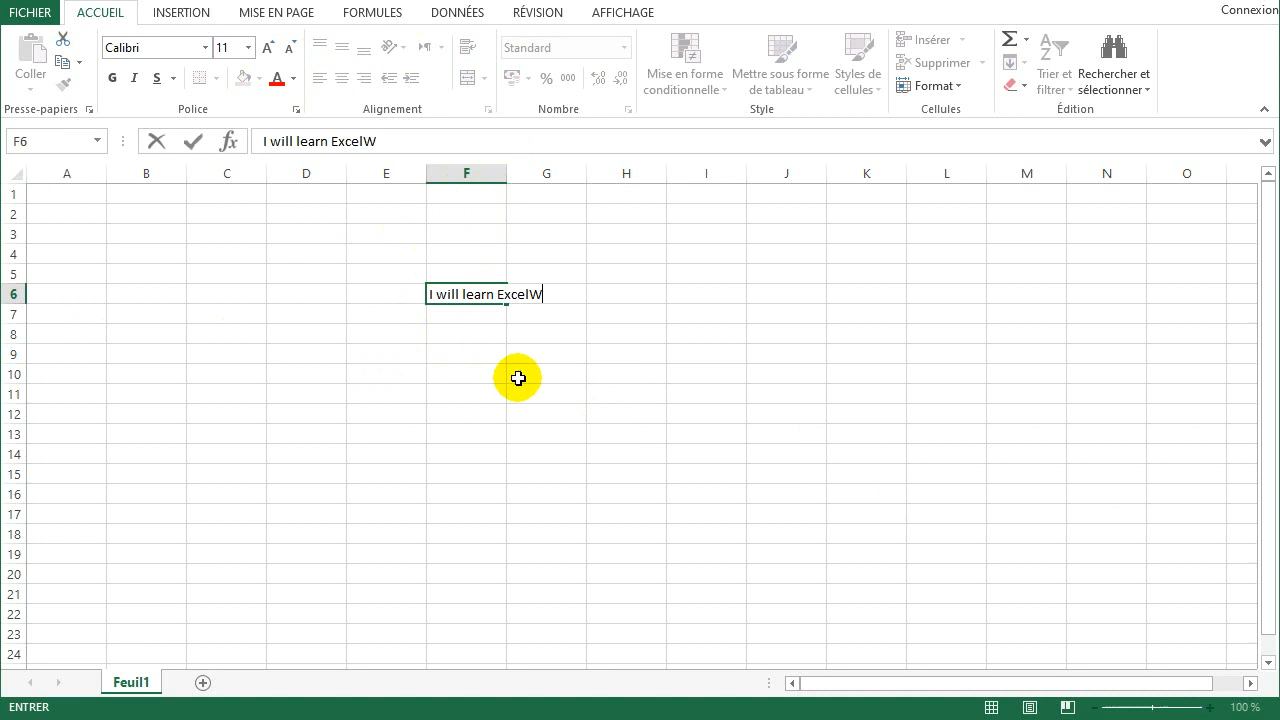 FICHIER ACCUEIL INSERTION MISE EN PAGE FORMULES DONNÉES RÉVISION AFFICHAGE Connexion
Coller
Presse-papiers
Calibri 11
G I S
Police
Alignement
Standard
% 000
Nombre
Mise en forme conditionnelle
Mettre sous forme de tableau
Styles de cellules
Style
Insérer
Supprimer
Format
Cellules
Trier et filtrer
Rechercher et sélectionner
Édition
F6 fx I will learn ExcelW
A B C D E F G H I J K L M N O
1
2
3
4
5
6 I will learn ExcelW
7
8
9
10
11
12
13
14
15
16
17
18
19
20
21
22
23
24
Feuil1
ENTRER 100 %